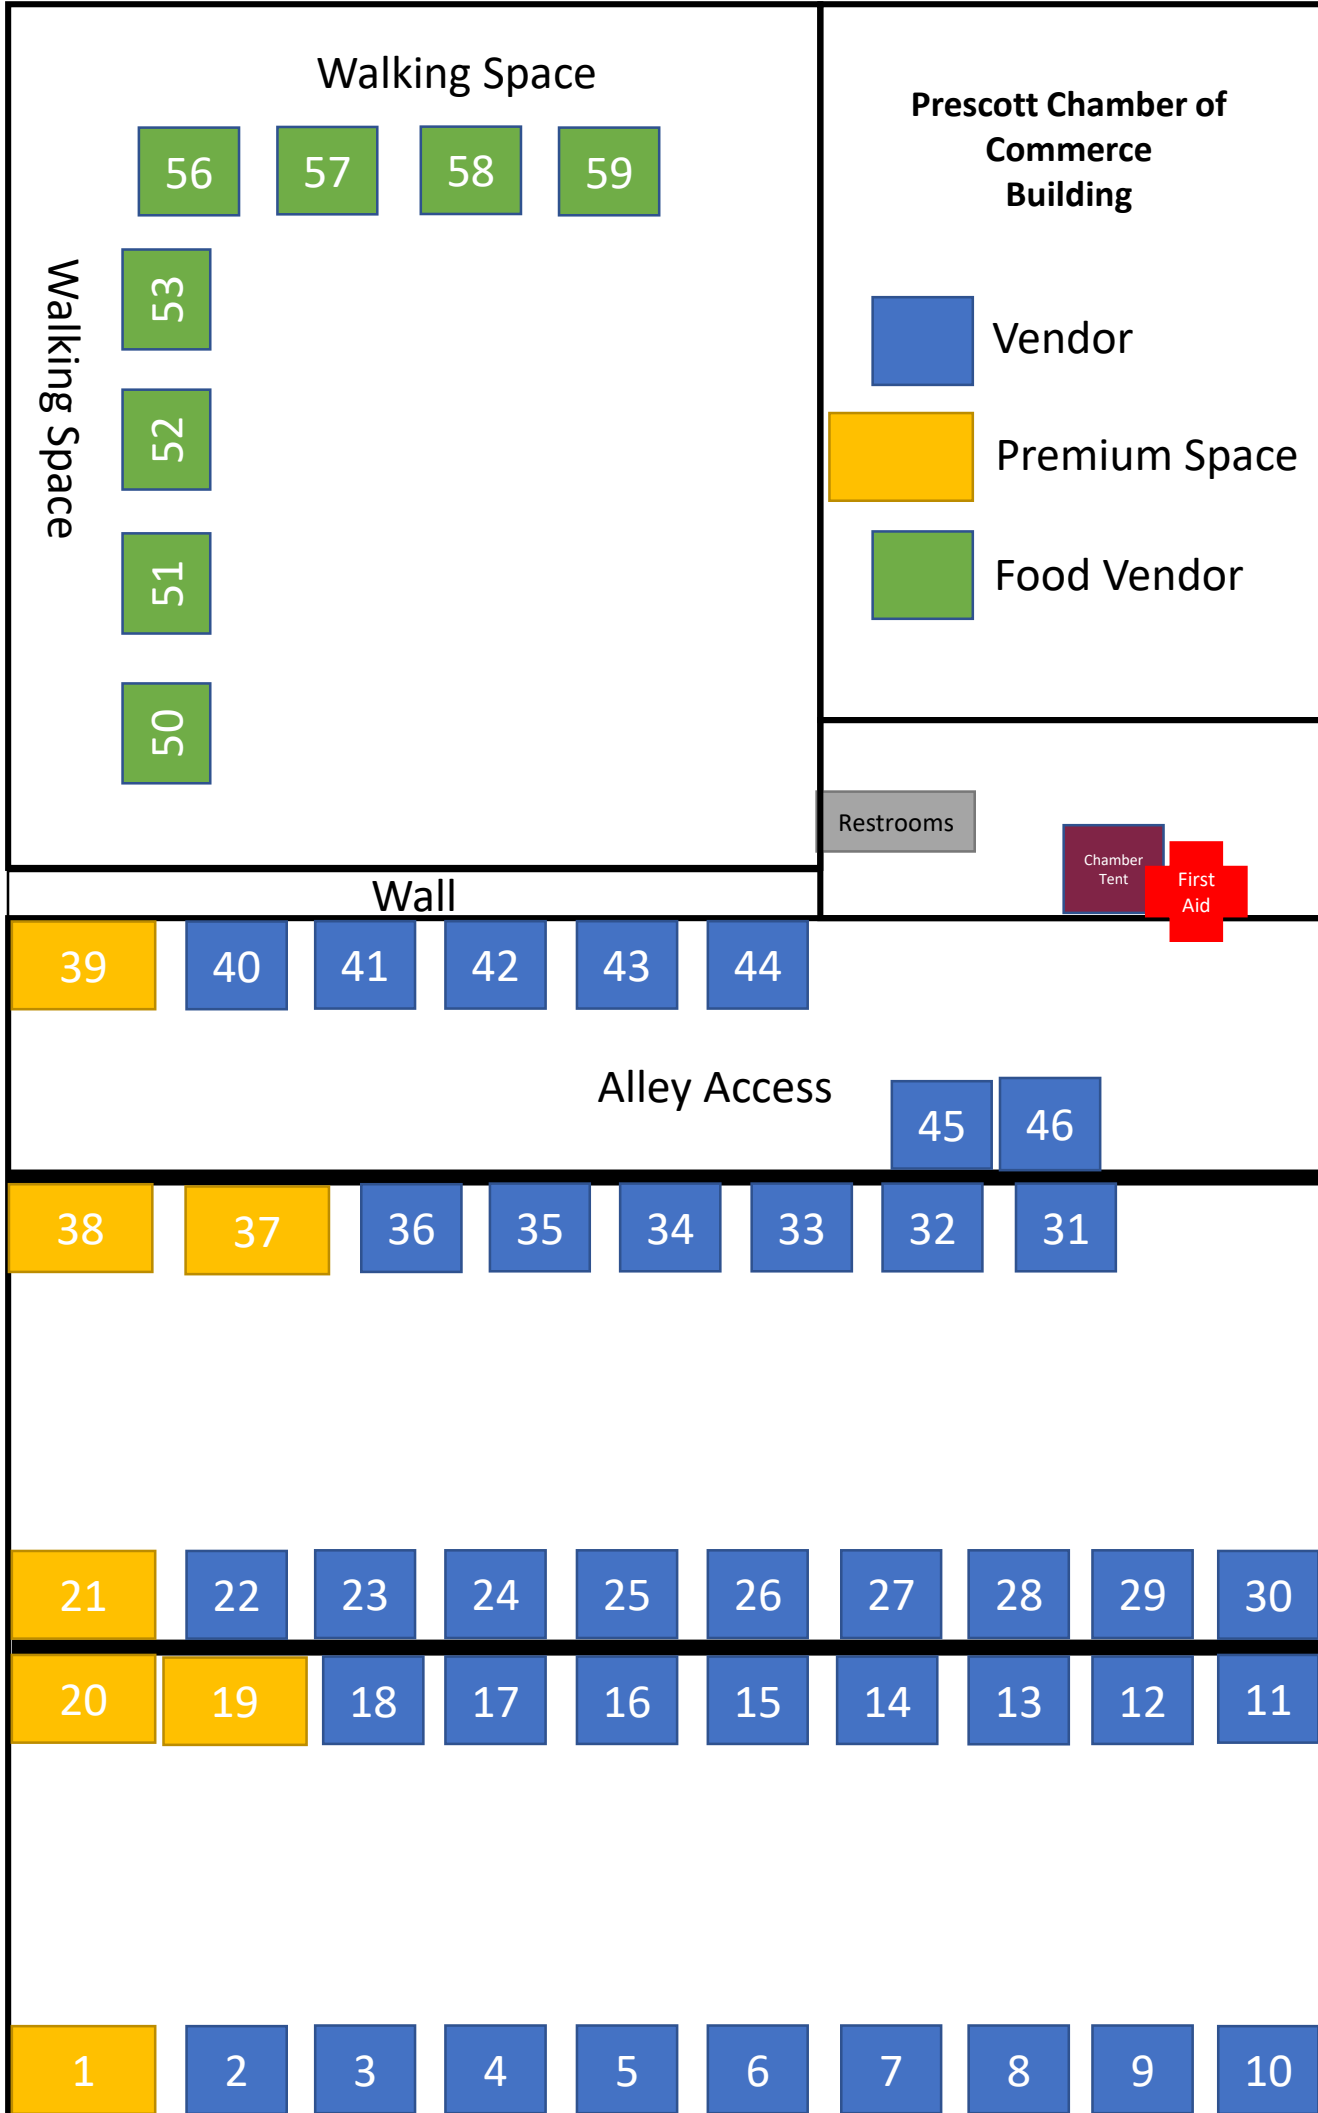 Walking Space
56 57 58 59
Walking Space
53
52
51
50
Prescott Chamber of
Commerce
Building
Vendor
Premium Space
Food Vendor
Restrooms
Chamber
Tent
First
Aid
Wall
39 40 41 42 43 44
Alley Access
45 46
38 37 36 35 34 33 32 31
21 22 23 24 25 26 27 28 29 30
20 19 18 17 16 15 14 13 12 11
1 2 3 4 5 6 7 8 9 10